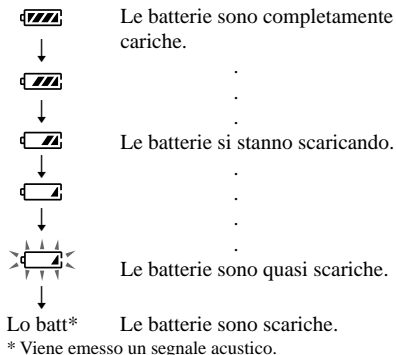 Le batterie sono completamente
cariche.
.
.
.
Le batterie si stanno scaricando.
.
.
.
.
Le batterie sono quasi scariche.
Lo batt* Le batterie sono scariche.
* Viene emesso un segnale acustico.